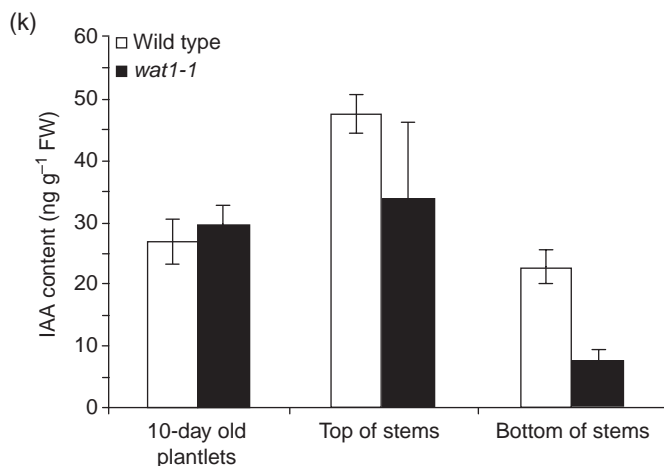 (k)
60
Wild type
wat1-1
50
40
30
20
10
0
IAA content (ng g⁻¹ FW)
10-day old
plantlets
Top of stems
Bottom of stems